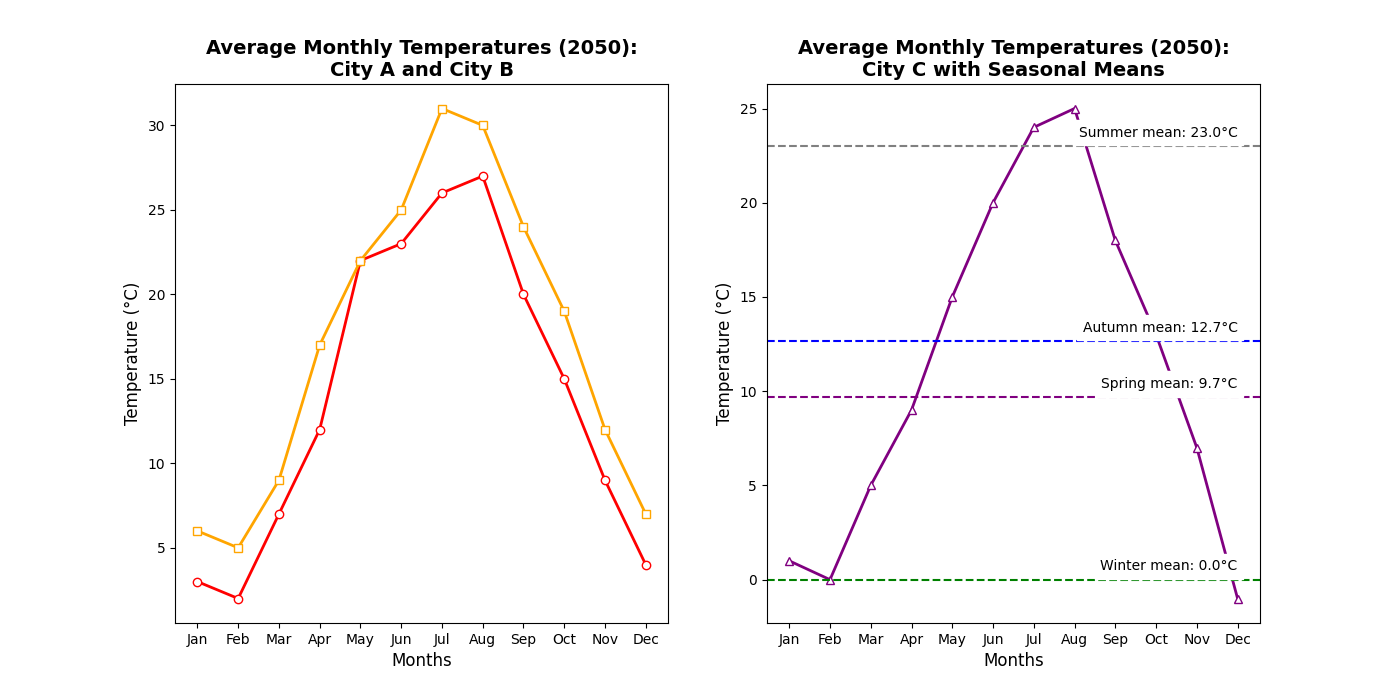 Average Monthly Temperatures (2050):
City A and City B
Temperature (°C)
30
25
20
15
10
5
Jan Feb Mar Apr May Jun Jul Aug Sep Oct Nov Dec
Months
Average Monthly Temperatures (2050):
City C with Seasonal Means
Temperature (°C)
25
20
15
10
5
0
Summer mean: 23.0°C
Autumn mean: 12.7°C
Spring mean: 9.7°C
Winter mean: 0.0°C
Jan Feb Mar Apr May Jun Jul Aug Sep Oct Nov Dec
Months